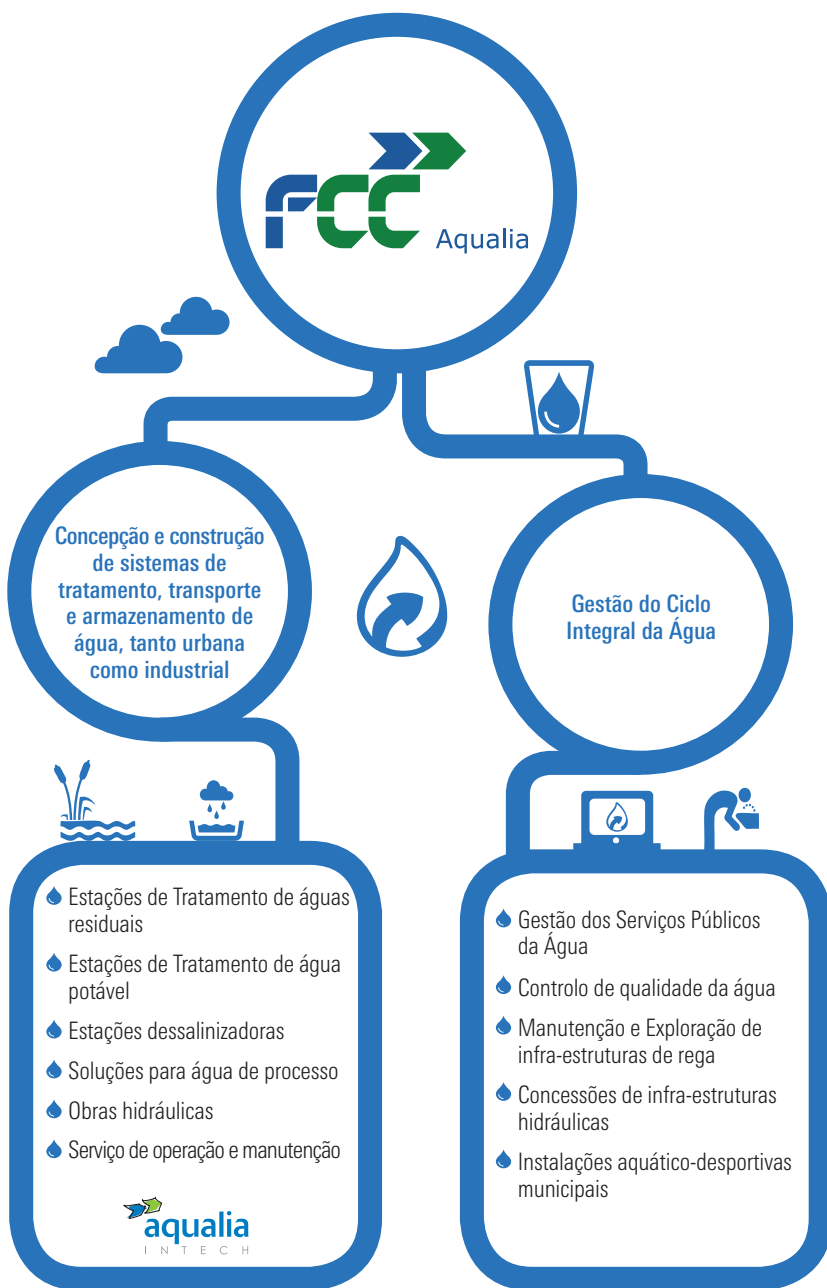 FCC
Aqualia
Concepção e construção
de sistemas de
tratamento, transporte
e armazenamento de
água, tanto urbana
como industrial
Gestão do Ciclo
Integral da Água
Estações de Tratamento de águas
residuais
Estações de Tratamento de água
potável
Estações dessalinizadoras
Soluções para água de processo
Obras hidráulicas
Serviço de operação e manutenção
aqualia
INTECH
Gestão dos Serviços Públicos
da Água
Controlo de qualidade da água
Manutenção e Exploração de
infra-estruturas de rega
Concessões de infra-estruturas
hidráulicas
Instalações aquático-desportivas
municipais